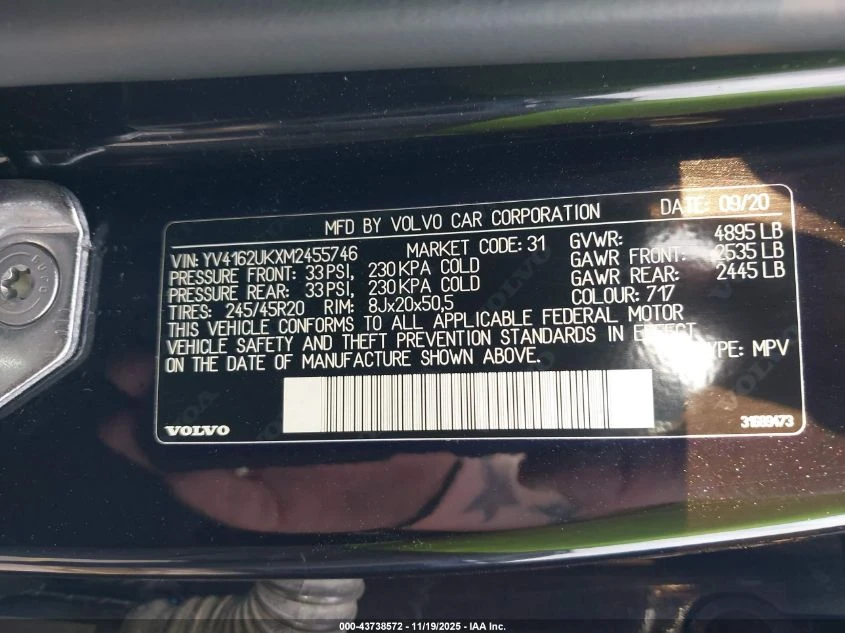 MFD BY VOLVO CAR CORPORATION DATE: 09/20
VIN: YV4162UKXM2455746 MARKET CODE: 31 GVWR: 4895 LB
PRESSURE FRONT: 33 PSI, 230 KPA COLD GAWR FRONT: 2535 LB
PRESSURE REAR: 33 PSI, 230 KPA COLD GAWR REAR: 2445 LB
TIRES: 245/45R20 RIM: 8Jx20x50,5 COLOUR: 717
THIS VEHICLE CONFORMS TO ALL APPLICABLE FEDERAL MOTOR
VEHICLE SAFETY AND THEFT PREVENTION STANDARDS IN EFFECT
ON THE DATE OF MANUFACTURE SHOWN ABOVE. TYPE: MPV
VOLVO
000-43738572 — 11/19/2025 — IAA Inc.